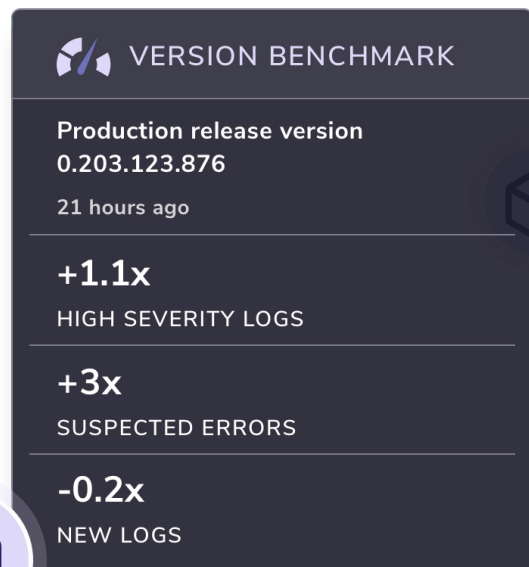 VERSION BENCHMARK
Production release version
0.203.123.876
21 hours ago
+1.1x
HIGH SEVERITY LOGS
+3x
SUSPECTED ERRORS
-0.2x
NEW LOGS